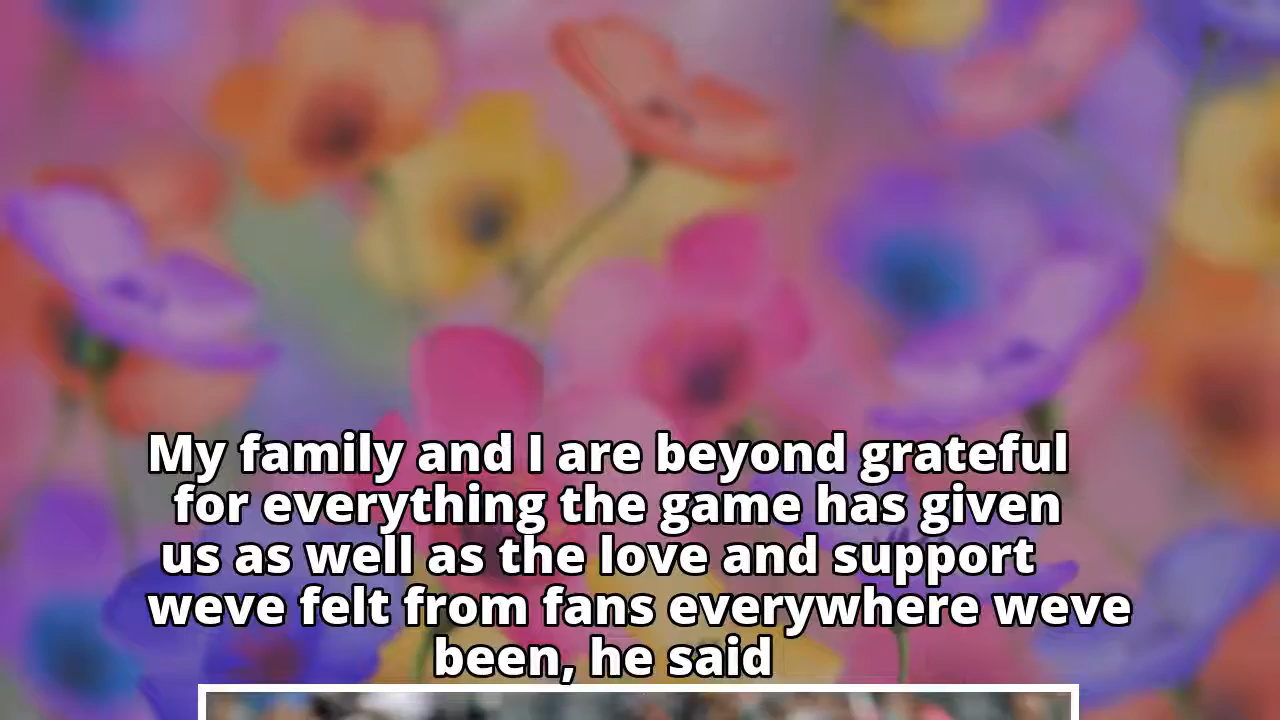 My family and I are beyond grateful
for everything the game has given
us as well as the love and support
weve felt from fans everywhere weve
been, he said